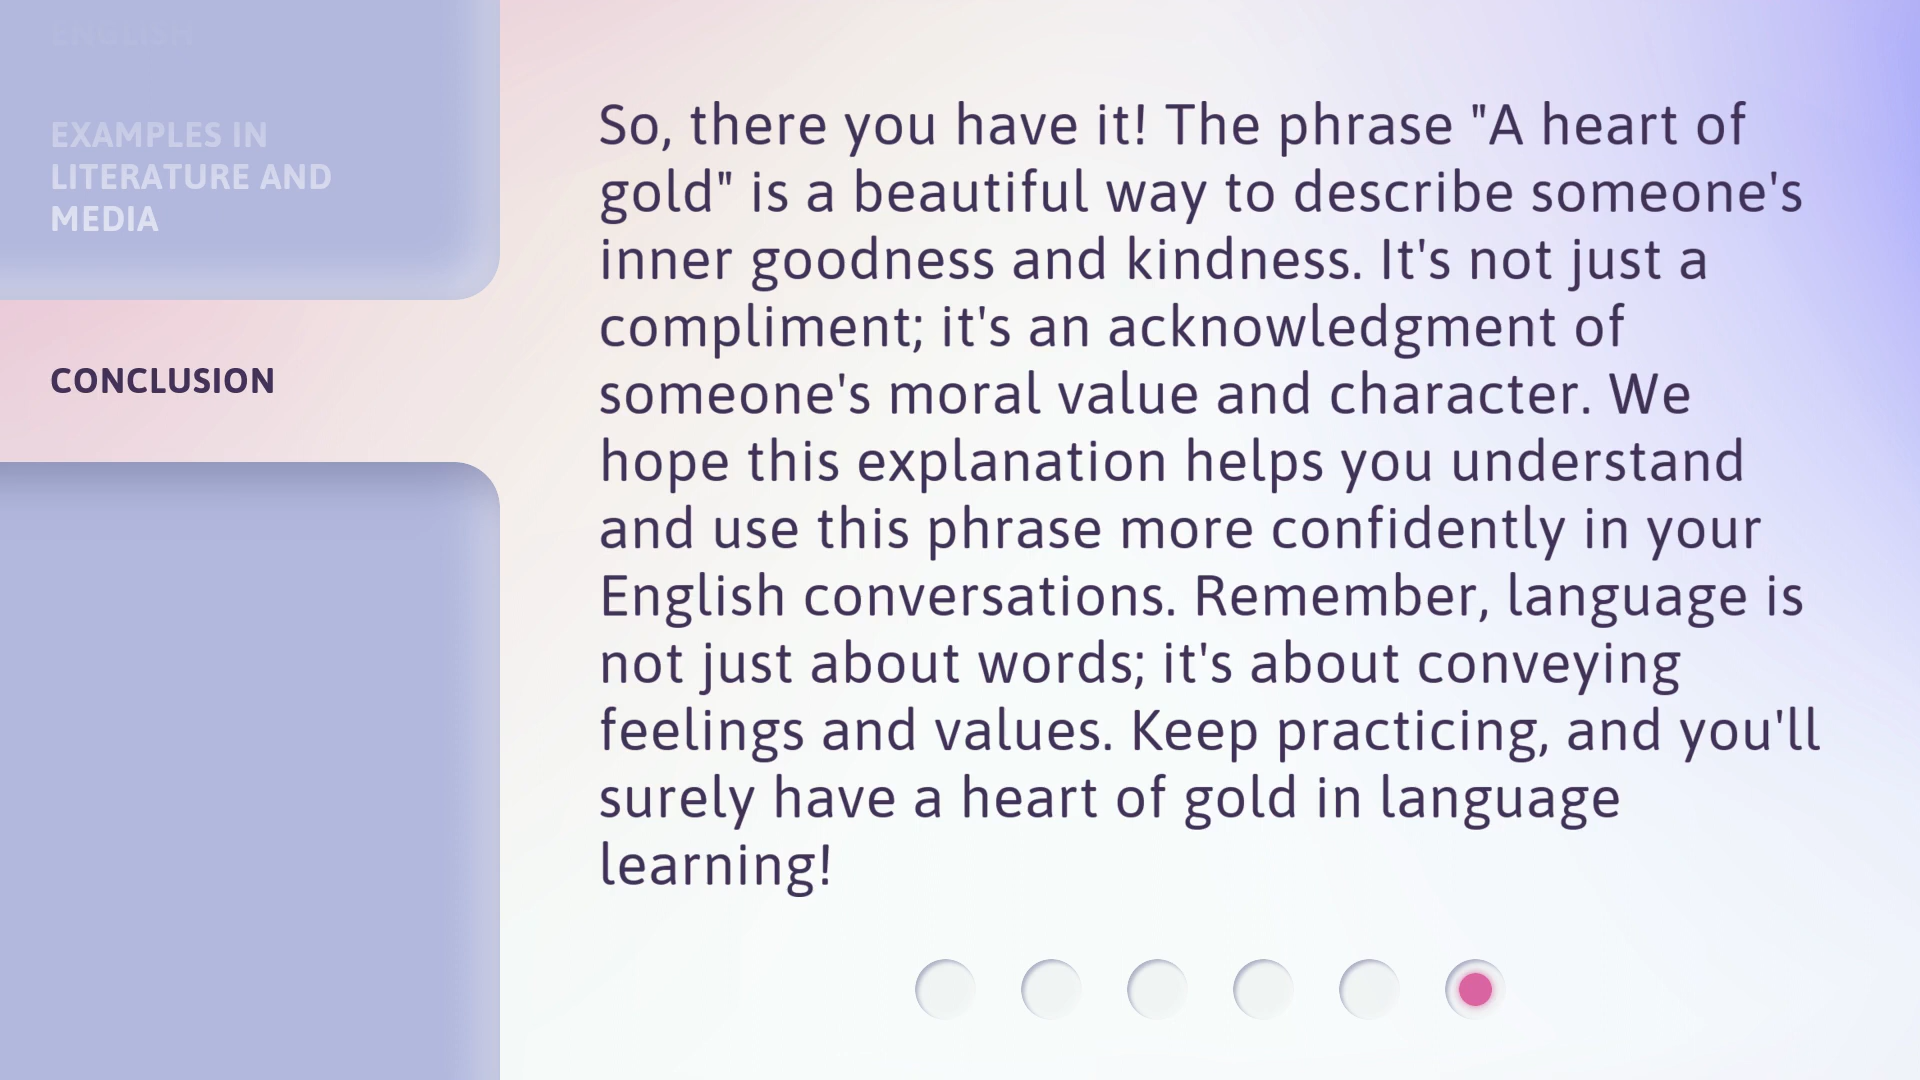 ENGLISH
EXAMPLES IN
LITERATURE AND
MEDIA
CONCLUSION
So, there you have it! The phrase "A heart of
gold" is a beautiful way to describe someone's
inner goodness and kindness. It's not just a
compliment; it's an acknowledgment of
someone's moral value and character. We
hope this explanation helps you understand
and use this phrase more confidently in your
English conversations. Remember, language is
not just about words; it's about conveying
feelings and values. Keep practicing, and you'll
surely have a heart of gold in language
learning!